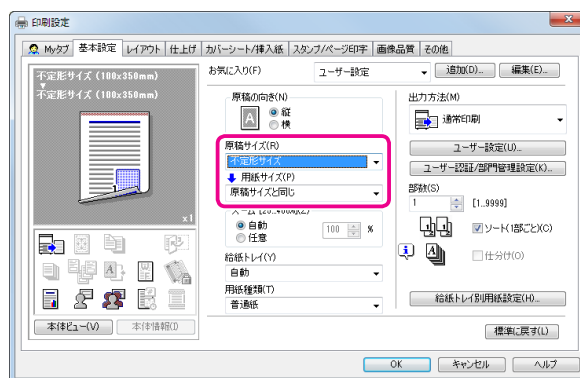 印刷設定
Myタブ 基本設定 レイアウト 仕上げ カバーシート/挿入紙 スタンプ/ページ印字 画像品質 その他
不定形サイズ (100x350mm)
不定形サイズ (100x350mm)
x1
本体ビュー(V) 本体情報(I)
お気に入り(F) ユーザー設定 追加(D)... 編集(E)...
原稿の向き(N)
A
縦
横
原稿サイズ(R)
不定形サイズ
用紙サイズ(P)
原稿サイズと同じ
ズーム [25..400%](Z)
自動
任意
100 %
給紙トレイ(Y)
自動
用紙種類(T)
普通紙
出力方法(M)
通常印刷
ユーザー設定(U)...
ユーザー認証/部門管理設定(K)...
部数(S)
1 [1..9999]
ソート(1部ごと)(C)
仕分け(O)
給紙トレイ別用紙設定(H)...
標準に戻す(L)
OK キャンセル ヘルプ